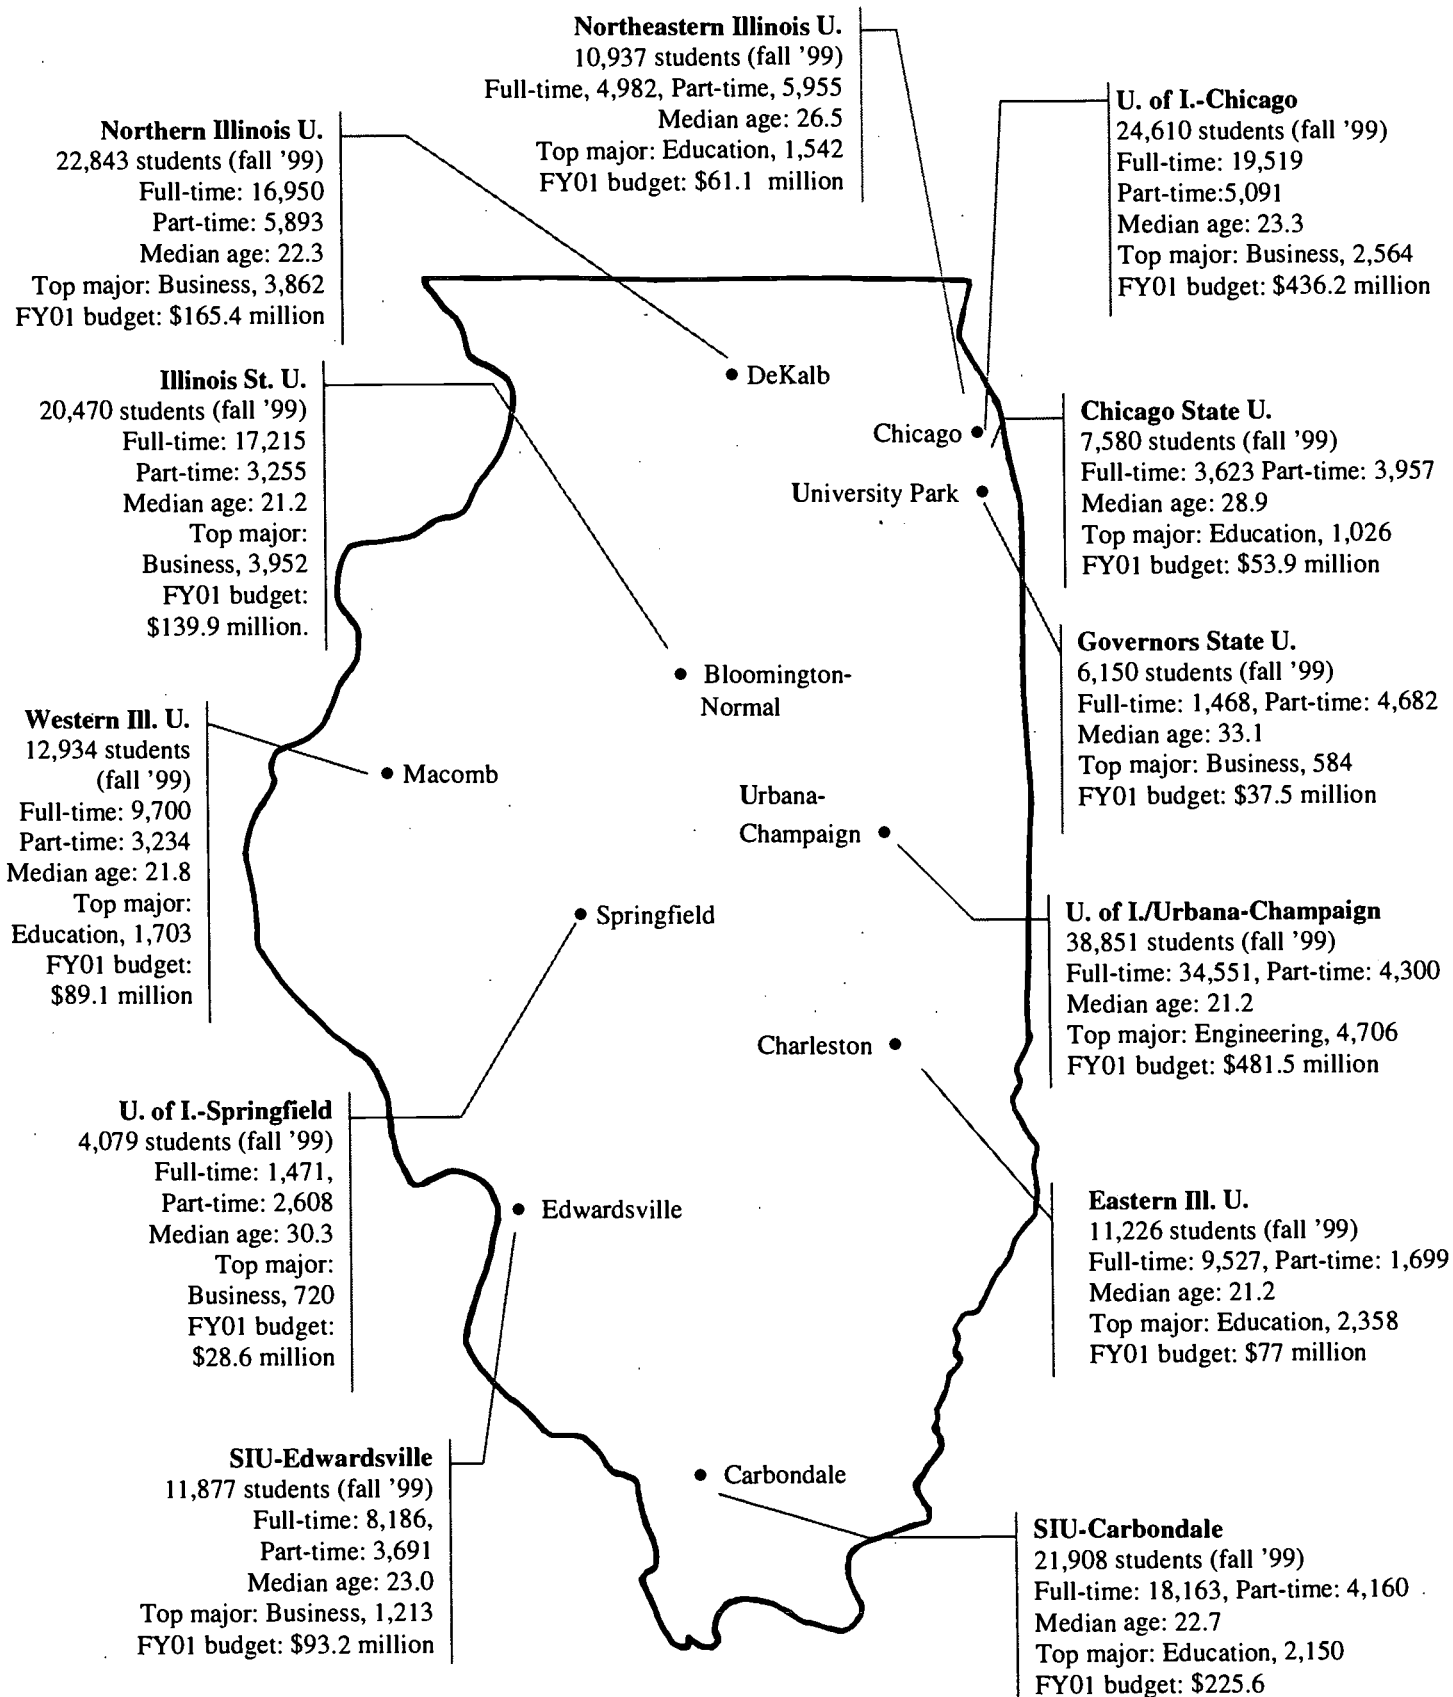 Northeastern Illinois U.
10,937 students (fall '99)
Full-time, 4,982, Part-time, 5,955
Median age: 26.5
Top major: Education, 1,542
FY01 budget: $61.1 million
U. of I.-Chicago
24,610 students (fall '99)
Full-time: 19,519
Part-time:5,091
Median age: 23.3
Top major: Business, 2,564
FY01 budget: $436.2 million
Northern Illinois U.
22,843 students (fall '99)
Full-time: 16,950
Part-time: 5,893
Median age: 22.3
Top major: Business, 3,862
FY01 budget: $165.4 million
DeKalb
Illinois St. U.
20,470 students (fall '99)
Full-time: 17,215
Part-time: 3,255
Median age: 21.2
Top major:
Business, 3,952
FY01 budget:
$139.9 million.
Chicago
University Park
Chicago State U.
7,580 students (fall '99)
Full-time: 3,623 Part-time: 3,957
Median age: 28.9
Top major: Education, 1,026
FY01 budget: $53.9 million
Governors State U.
6,150 students (fall '99)
Full-time: 1,468, Part-time: 4,682
Median age: 33.1
Top major: Business, 584
FY01 budget: $37.5 million
Bloomington-
Normal
Western Ill. U.
12,934 students
(fall '99)
Full-time: 9,700
Part-time: 3,234
Median age: 21.8
Top major:
Education, 1,703
FY01 budget:
$89.1 million
Macomb
Urbana-
Champaign
Springfield
U. of I./Urbana-Champaign
38,851 students (fall '99)
Full-time: 34,551, Part-time: 4,300
Median age: 21.2
Top major: Engineering, 4,706
FY01 budget: $481.5 million
Charleston
U. of I.-Springfield
4,079 students (fall '99)
Full-time: 1,471,
Part-time: 2,608
Median age: 30.3
Top major:
Business, 720
FY01 budget:
$28.6 million
Edwardsville
Eastern Ill. U.
11,226 students (fall '99)
Full-time: 9,527, Part-time: 1,699
Median age: 21.2
Top major: Education, 2,358
FY01 budget: $77 million
SIU-Edwardsville
11,877 students (fall '99)
Full-time: 8,186,
Part-time: 3,691
Median age: 23.0
Top major: Business, 1,213
FY01 budget: $93.2 million
Carbondale
SIU-Carbondale
21,908 students (fall '99)
Full-time: 18,163, Part-time: 4,160
Median age: 22.7
Top major: Education, 2,150
FY01 budget: $225.6